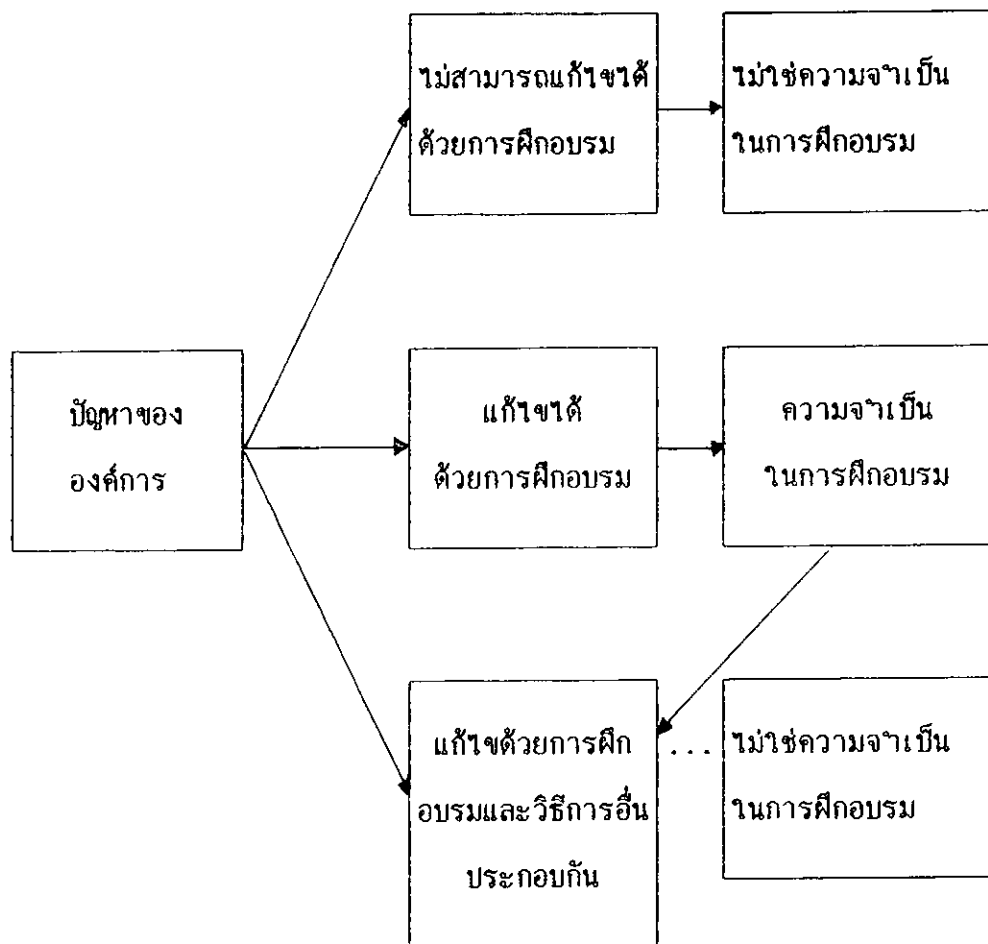 ไม่สามารถแก้ไขได้
ด้วยการฝึกอบรม
ไม่ใช่ความจำเป็น
ในการฝึกอบรม
ปัญหาของ
องค์การ
แก้ไขได้
ด้วยการฝึกอบรม
ความจำเป็น
ในการฝึกอบรม
แก้ไขด้วยการฝึก
อบรมและวิธีการอื่น
ประกอบกัน
...
ไม่ใช่ความจำเป็น
ในการฝึกอบรม